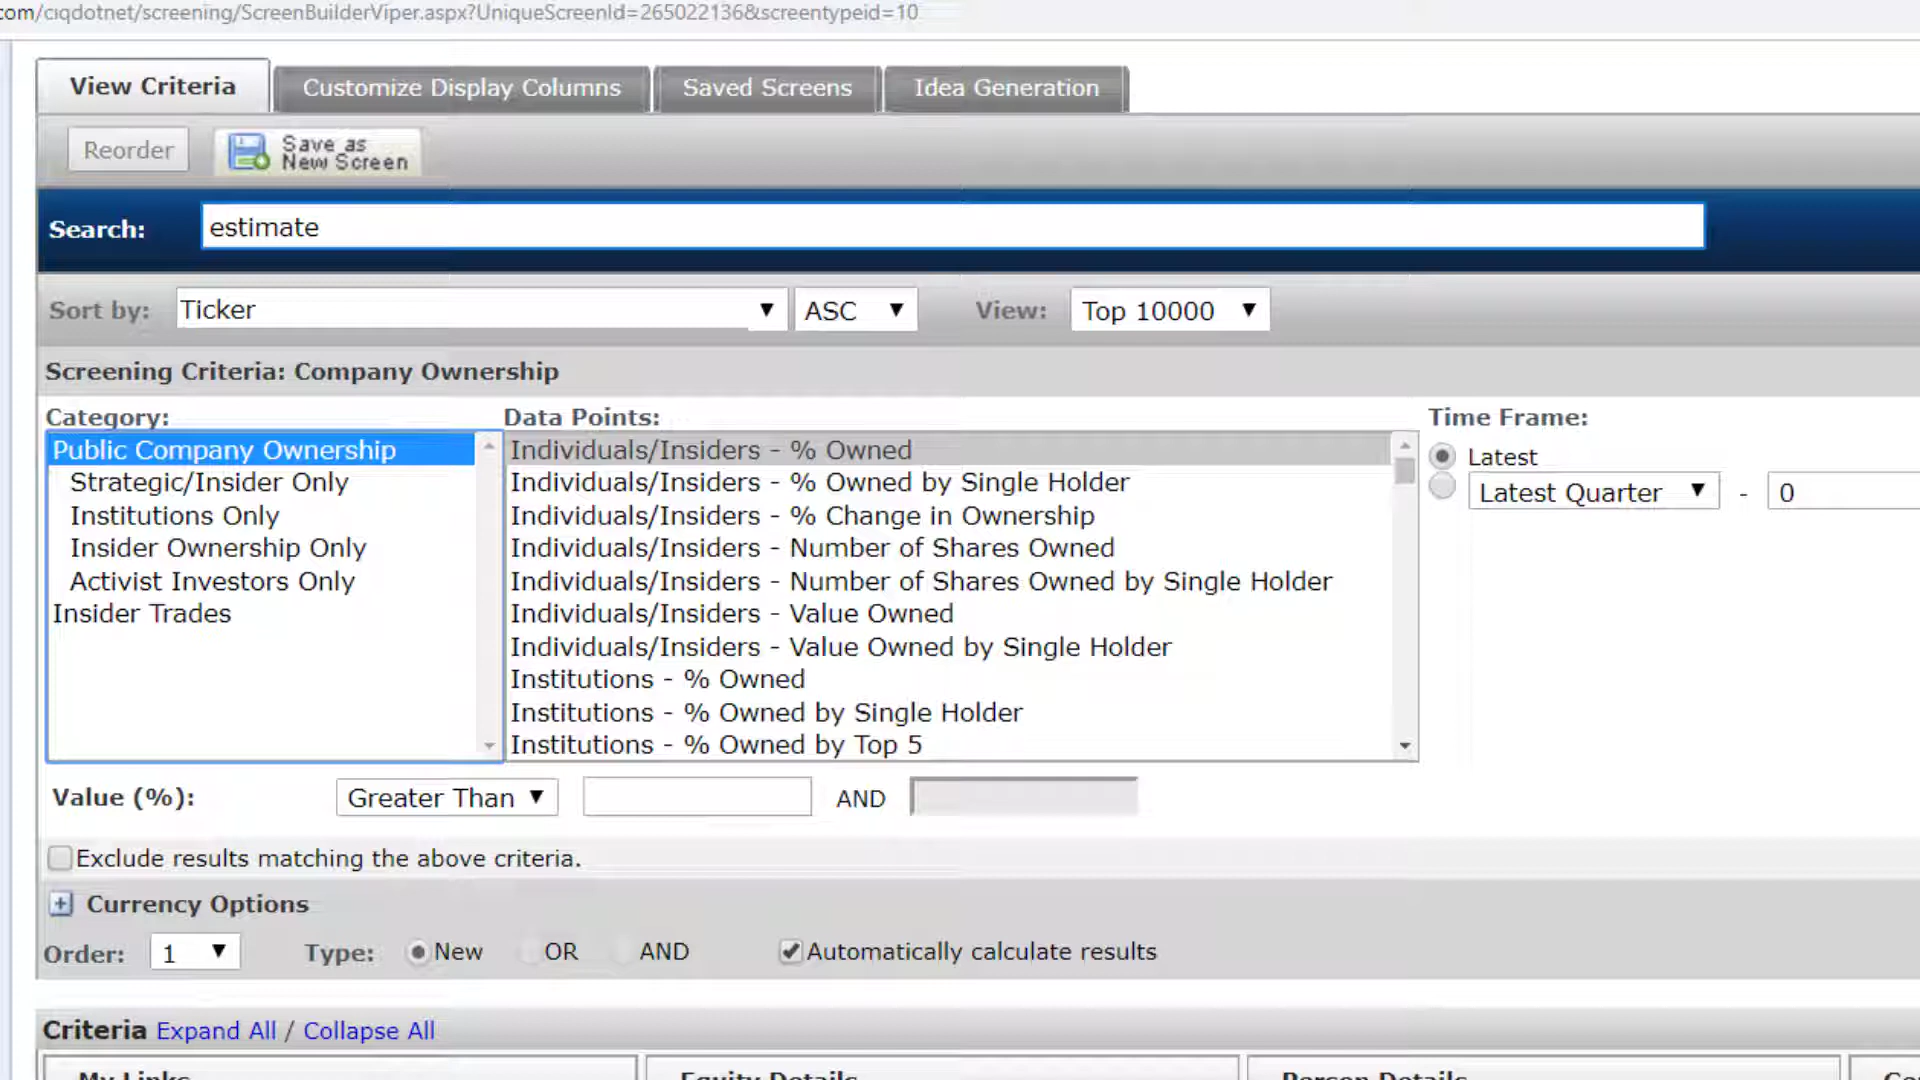 com/ciqdotnet/screening/ScreenBuilderViper.aspx?UniqueScreenId=265022136&screentypeid=10
View Criteria Customize Display Columns Saved Screens Idea Generation
Reorder Save as New Screen
Search: estimate
Sort by: Ticker ASC View: Top 10000
Screening Criteria: Company Ownership
Category: Data Points: Time Frame:
Public Company Ownership Individuals/Insiders - % Owned Latest
Strategic/Insider Only Individuals/Insiders - % Owned by Single Holder Latest Quarter - 0
Institutions Only Individuals/Insiders - % Change in Ownership
Insider Ownership Only Individuals/Insiders - Number of Shares Owned
Activist Investors Only Individuals/Insiders - Number of Shares Owned by Single Holder
Insider Trades Individuals/Insiders - Value Owned
Individuals/Insiders - Value Owned by Single Holder
Institutions - % Owned
Institutions - % Owned by Single Holder
Institutions - % Owned by Top 5
Value (%): Greater Than AND
Exclude results matching the above criteria.
Currency Options
Order: 1 Type: New OR AND Automatically calculate results
Criteria Expand All / Collapse All
My Links Equity Details Person Details